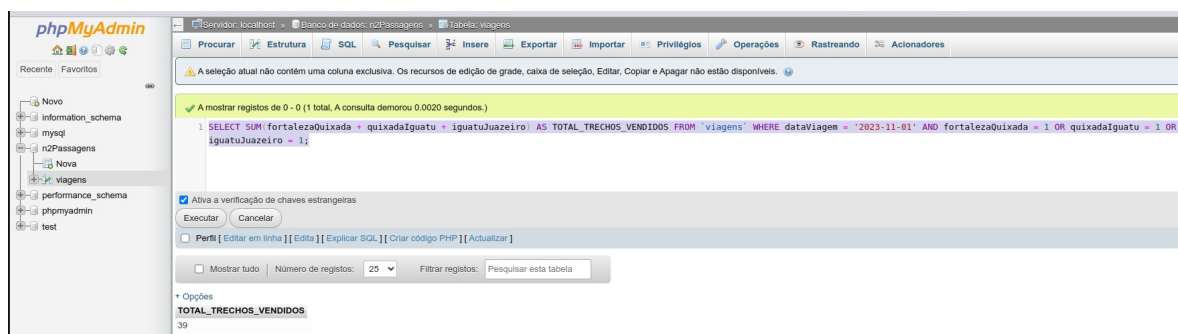 phpMyAdmin
Recente Favoritos
Novo
information_schema
mysql
n2Passagens
Nova
viagens
performance_schema
phpmyadmin
test
Servidor: localhost » Banco de dados: n2Passagens » Tabela: viagens
Procurar Estrutura SQL Pesquisar Insere Exportar Importar Privilégios Operações Rastreando Acionadores
A seleção atual não contém uma coluna exclusiva. Os recursos de edição de grade, caixa de seleção, Editar, Copiar e Apagar não estão disponíveis.
A mostrar registos de 0 - 0 (1 total, A consulta demorou 0.0020 segundos.)
1 SELECT SUM(fortalezaQuixada + quixadaIguatu + iguatuJuazeiro) AS TOTAL_TRECHOS_VENDIDOS FROM `viagens` WHERE dataViagem = '2023-11-01' AND fortalezaQuixada = 1 OR quixadaIguatu = 1 OR
iguatuJuazeiro = 1;
Ativa a verificação de chaves estrangeiras
Executar Cancelar
Perfil [ Editar em linha ] [ Edita ] [ Explicar SQL ] [ Criar código PHP ] [ Actualizar ]
Mostrar tudo Número de registos: 25 Filtrar registos: Pesquisar esta tabela
+ Opções
TOTAL_TRECHOS_VENDIDOS
39